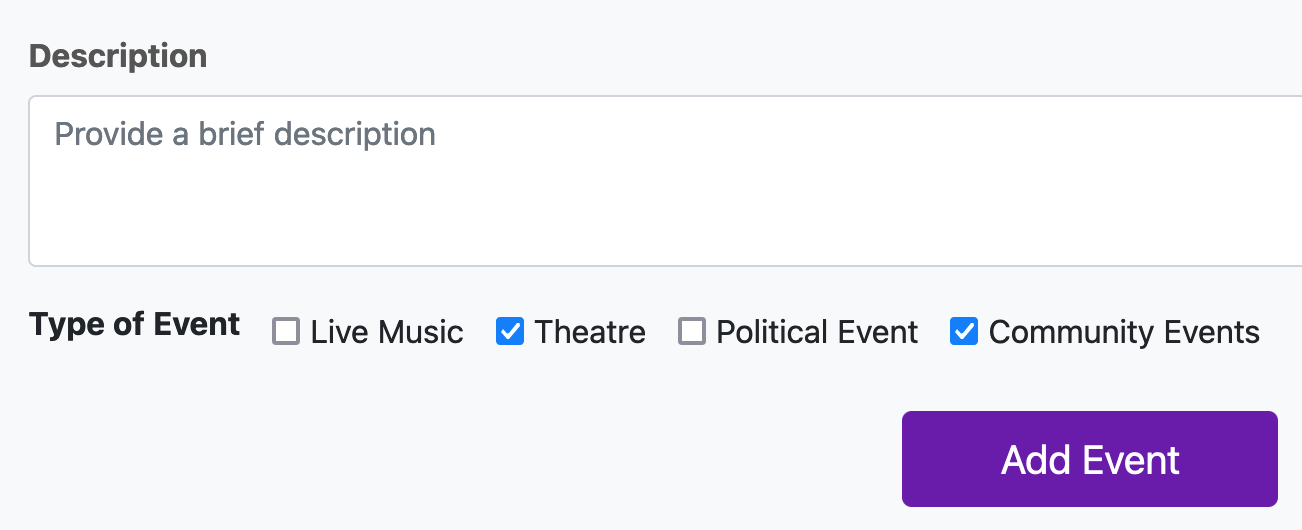 Description
Provide a brief description
Type of Event Live Music Theatre Political Event Community Events
Add Event